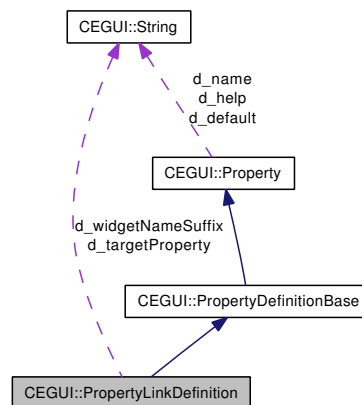 CEGUI::String
d_name
d_help
d_default
CEGUI::Property
d_widgetNameSuffix
d_targetProperty
CEGUI::PropertyDefinitionBase
CEGUI::PropertyLinkDefinition